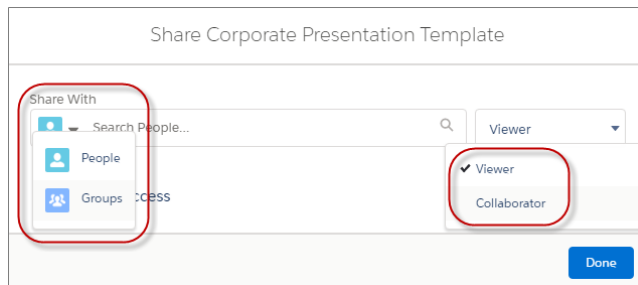 Share Corporate Presentation Template
Share With
Search People...
Viewer
People
Groups
ccess
Viewer
Collaborator
Done